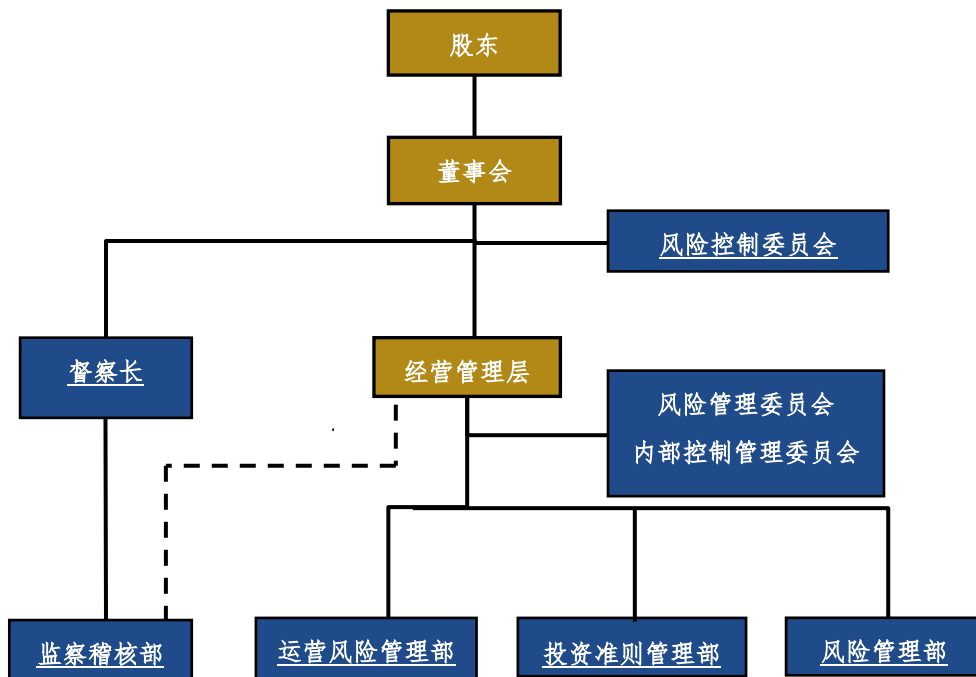 股东
董事会
风险控制委员会
督察长
经营管理层
风险管理委员会
内部控制管理委员会
监察稽核部
运营风险管理部
投资准则管理部
风险管理部